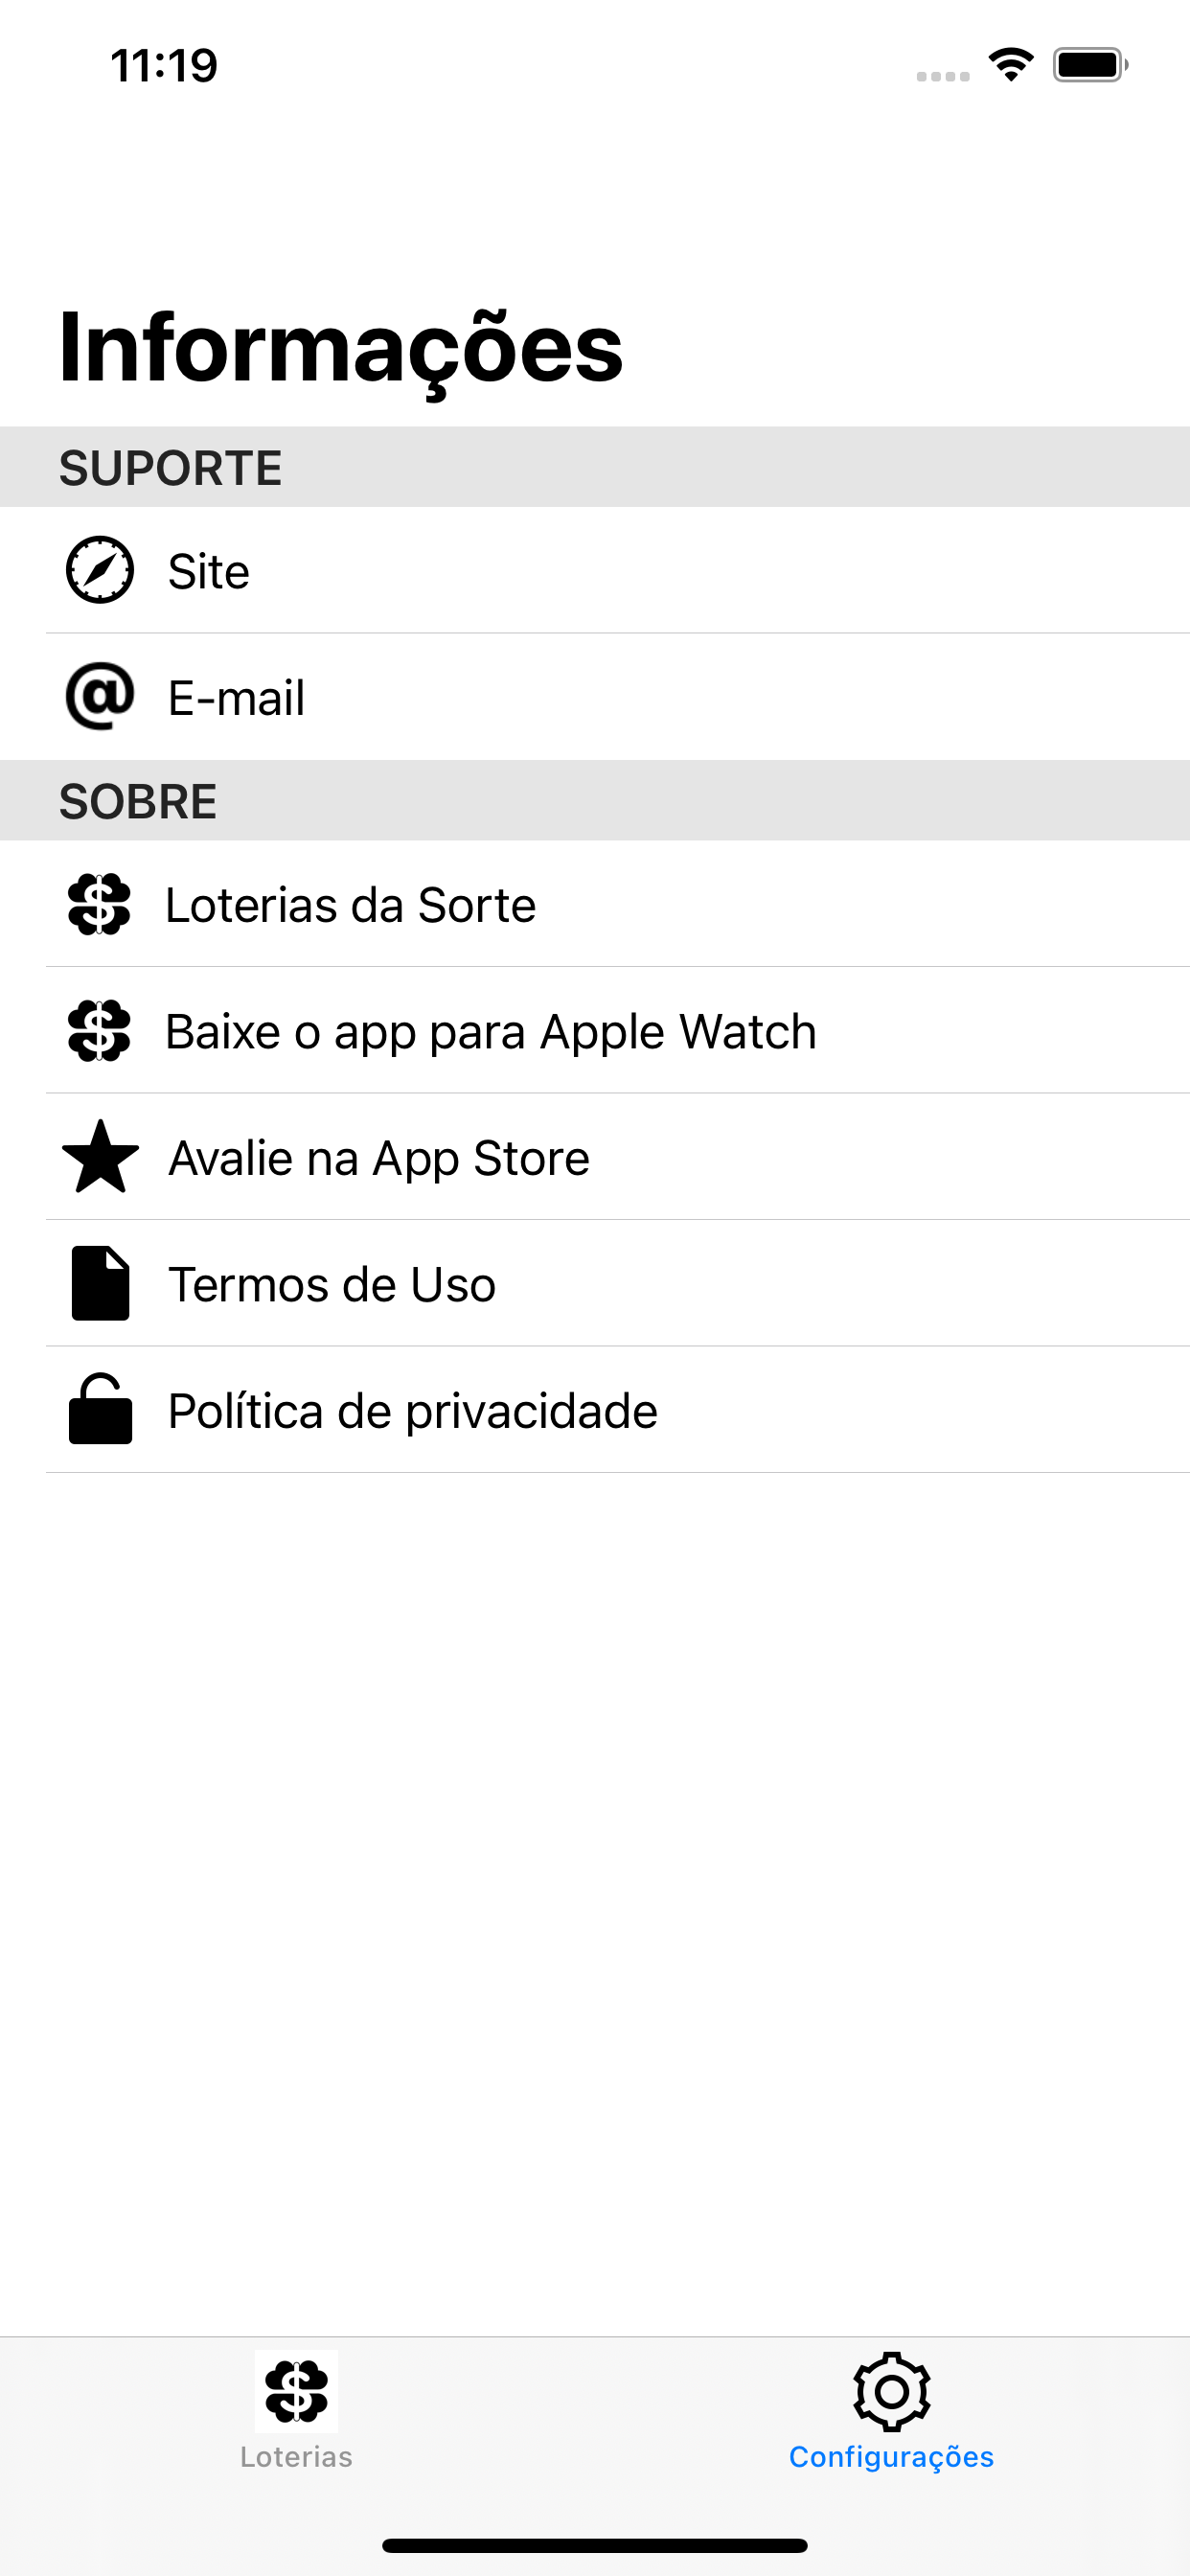 11:19
Informações
SUPORTE
Site
E-mail
SOBRE
Loterias da Sorte
Baixe o app para Apple Watch
Avalie na App Store
Termos de Uso
Política de privacidade
Loterias
Configurações